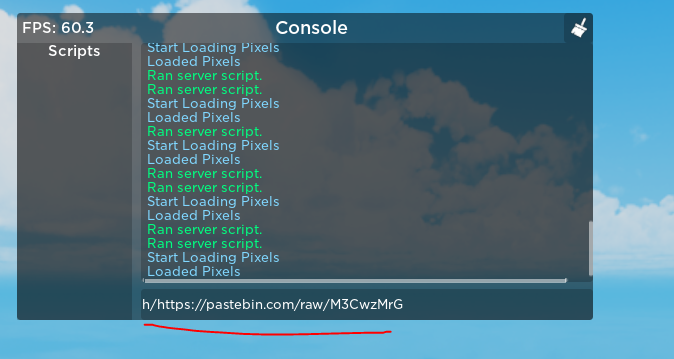 FPS: 60.3
Console
Scripts
Start Loading Pixels
Loaded Pixels
Ran server script.
Ran server script.
Start Loading Pixels
Loaded Pixels
Ran server script.
Start Loading Pixels
Loaded Pixels
Ran server script.
Ran server script.
Start Loading Pixels
Loaded Pixels
Ran server script.
Ran server script.
Start Loading Pixels
Loaded Pixels
h/https://pastebin.com/raw/M3CwzMrG